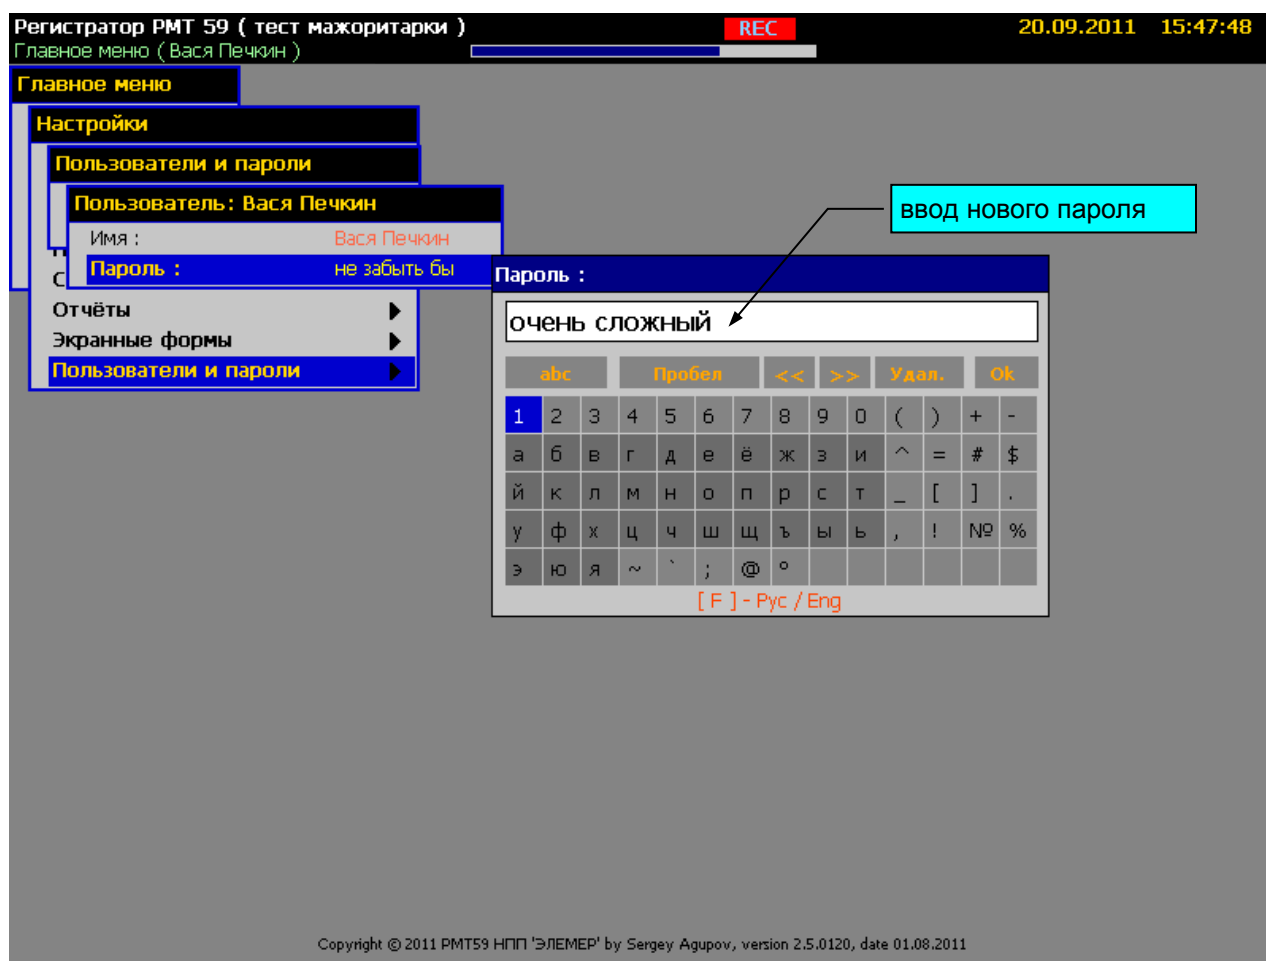 Регистратор РМТ 59 ( тест мажоритарки )
REC
20.09.2011 15:47:48
Главное меню ( Вася Печкин )
Главное меню
Настройки
Пользователи и пароли
Пользователь: Вася Печкин
Имя : Вася Печкин
Пароль : не забыть бы
Отчёты
Экранные формы
Пользователи и пароли
ввод нового пароля
Пароль :
очень сложный
abc Пробел << >> Удал. Ok
1 2 3 4 5 6 7 8 9 0 ( ) + -
а б в г д е ё ж з и ^ = # $
й к л м н о п р с т _ [ ] .
у ф х ц ч ш щ ъ ы ь , ! № %
э ю я ~ ` ; @ °
[ F ] - Рус / Eng
Copyright © 2011 РМТ59 НПП 'ЭЛЕМЕР' by Sergey Agupov, version 2.5.0120, date 01.08.2011